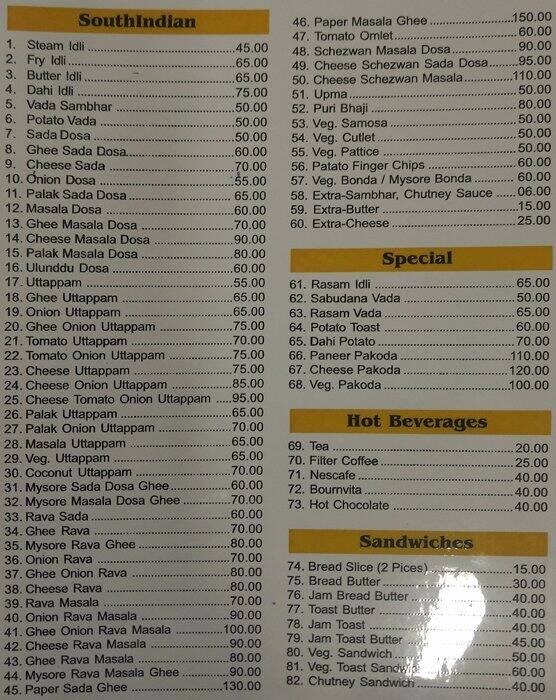 SouthIndian
1. Steam Idli 45.00
2. Fry Idli 65.00
3. Butter Idli 65.00
4. Dahi Idli 75.00
5. Vada Sambhar 50.00
6. Potato Vada 50.00
7. Sada Dosa 50.00
8. Ghee Sada Dosa 60.00
9. Cheese Sada 70.00
10. Onion Dosa 55.00
11. Palak Sada Dosa 65.00
12. Masala Dosa 60.00
13. Ghee Masala Dosa 70.00
14. Cheese Masala Dosa 90.00
15. Palak Masala Dosa 80.00
16. Ulunddu Dosa 60.00
17. Uttappam 55.00
18. Ghee Uttappam 65.00
19. Onion Uttappam 65.00
20. Ghee Onion Uttappam 75.00
21. Tomato Uttappam 70.00
22. Tomato Onion Uttappam 75.00
23. Cheese Uttappam 75.00
24. Cheese Onion Uttappam 85.00
25. Cheese Tomato Onion Uttappam 95.00
26. Palak Uttappam 65.00
27. Palak Onion Uttappam 70.00
28. Masala Uttappam 65.00
29. Veg. Uttappam 65.00
30. Coconut Uttappam 70.00
31. Mysore Sada Dosa Ghee 60.00
32. Mysore Masala Dosa Ghee 70.00
33. Rava Sada 60.00
34. Ghee Rava 70.00
35. Mysore Rava Ghee 80.00
36. Onion Rava 70.00
37. Ghee Onion Rava 80.00
38. Cheese Rava 80.00
39. Rava Masala 70.00
40. Onion Rava Masala 90.00
41. Ghee Onion Rava Masala 100.00
42. Cheese Rava Masala 90.00
43. Ghee Rava Masala 80.00
44. Mysore Rava Masala Ghee 90.00
45. Paper Sada Ghee 130.00
46. Paper Masala Ghee 150.00
47. Tomato Omlet 60.00
48. Schezwan Masala Dosa 90.00
49. Cheese Schezwan Sada Dosa 95.00
50. Cheese Schezwan Masala 110.00
51. Upma 50.00
52. Puri Bhaji 80.00
53. Veg. Samosa 50.00
54. Veg. Cutlet 50.00
55. Veg. Pattice 50.00
56. Patato Finger Chips 60.00
57. Veg. Bonda / Mysore Bonda 60.00
58. Extra-Sambhar, Chutney Sauce 06.00
59. Extra-Butter 15.00
60. Extra-Cheese 25.00
Special
61. Rasam Idli 65.00
62. Sabudana Vada 50.00
63. Rasam Vada 65.00
64. Potato Toast 60.00
65. Dahi Potato 70.00
66. Paneer Pakoda 110.00
67. Cheese Pakoda 120.00
68. Veg. Pakoda 100.00
Hot Beverages
69. Tea 20.00
70. Filter Coffee 25.00
71. Nescafe 40.00
72. Bournvita 40.00
73. Hot Chocolate 40.00
Sandwiches
74. Bread Slice (2 Pices) 15.00
75. Bread Butter 30.00
76. Jam Bread Butter 40.00
77. Toast Butter 40.00
78. Jam Toast 40.00
79. Jam Toast Butter 45.00
80. Veg. Sandwich 50.00
81. Veg. Toast 60.00
82. Chutney Sandwich 40.00